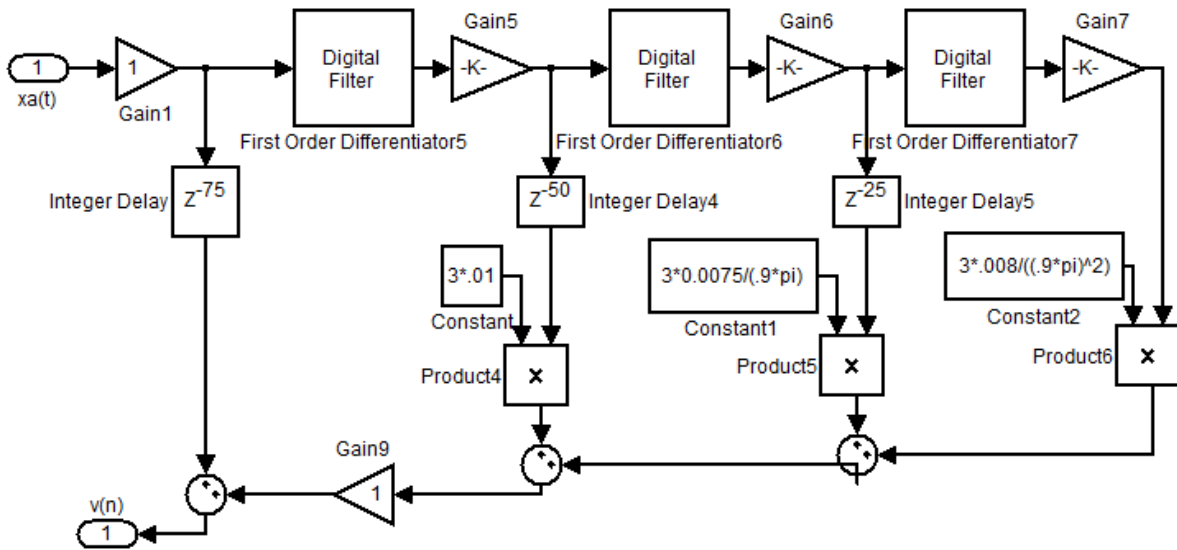 Gain5
Gain6
Gain7
1
xa(t)
1
Gain1
Digital
Filter
First Order Differentiator5
-K-
Digital
Filter
First Order Differentiator6
-K-
Digital
Filter
First Order Differentiator7
-K-
Integer Delay
Z-75
Z-50
Integer Delay4
Z-25
Integer Delay5
3*.01
Constant
3*0.0075/(.9*pi)
Constant1
3*.008/((.9*pi)^2)
Constant2
Product4
×
Product5
×
Product6
×
Gain9
1
v(n)
1